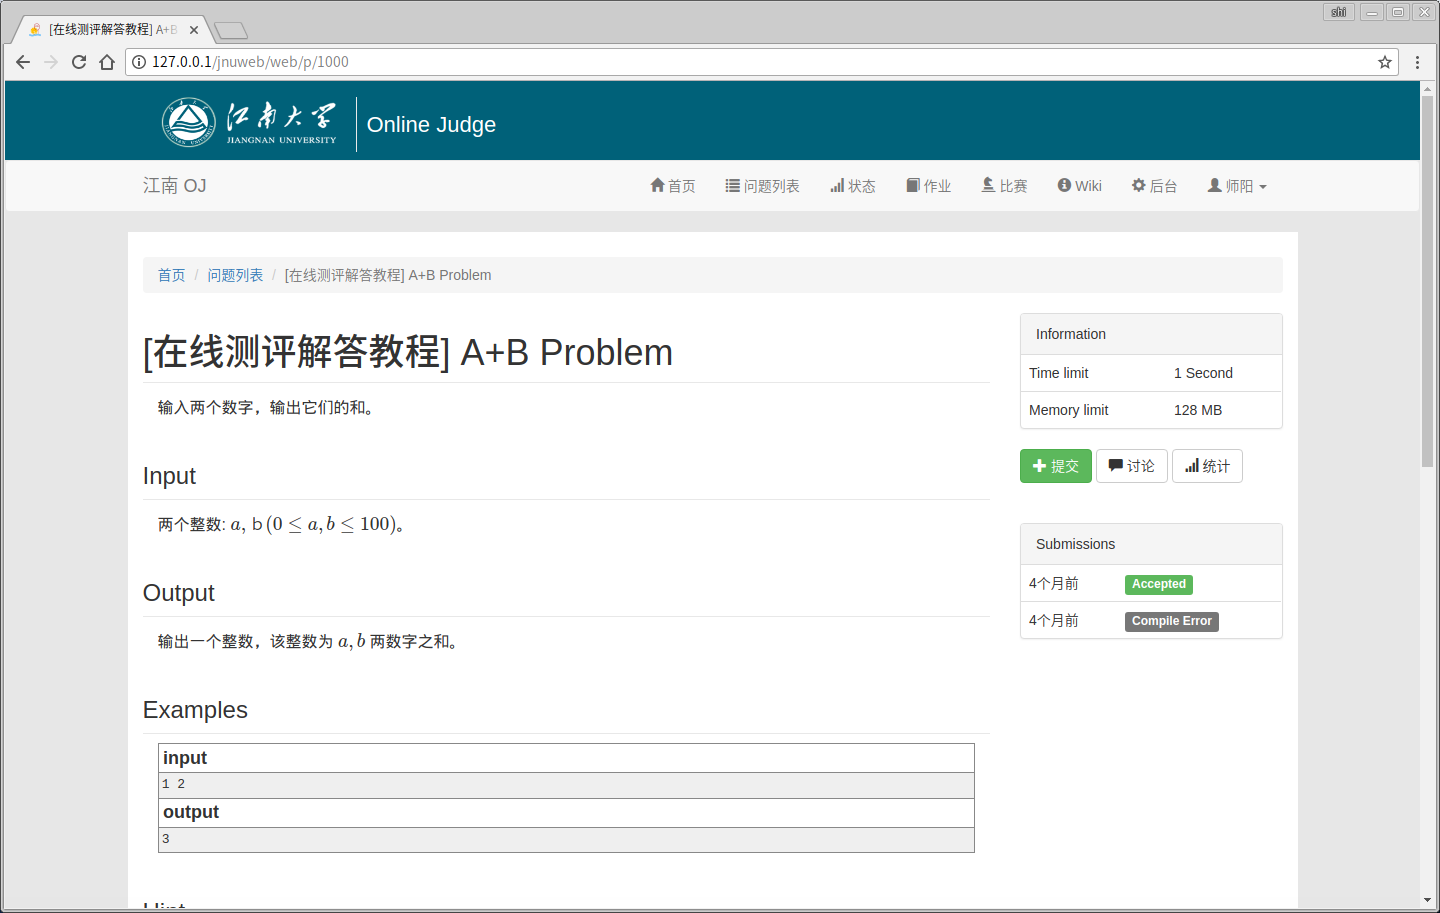 shi
[在线测评解答教程] A+B
127.0.0.1/jnuweb/web/p/1000
江南大学
JIANGNAN UNIVERSITY
Online Judge
江南 OJ
首页 问题列表 状态 作业 比赛 Wiki 后台 师阳
首页 / 问题列表 / [在线测评解答教程] A+B Problem
[在线测评解答教程] A+B Problem
输入两个数字，输出它们的和。
Input
两个整数: a, b (0 ≤ a, b ≤ 100)。
Output
输出一个整数，该整数为 a, b 两数字之和。
Examples
input
1 2
output
3
Information
Time limit 1 Second
Memory limit 128 MB
提交 讨论 统计
Submissions
4个月前 Accepted
4个月前 Compile Error